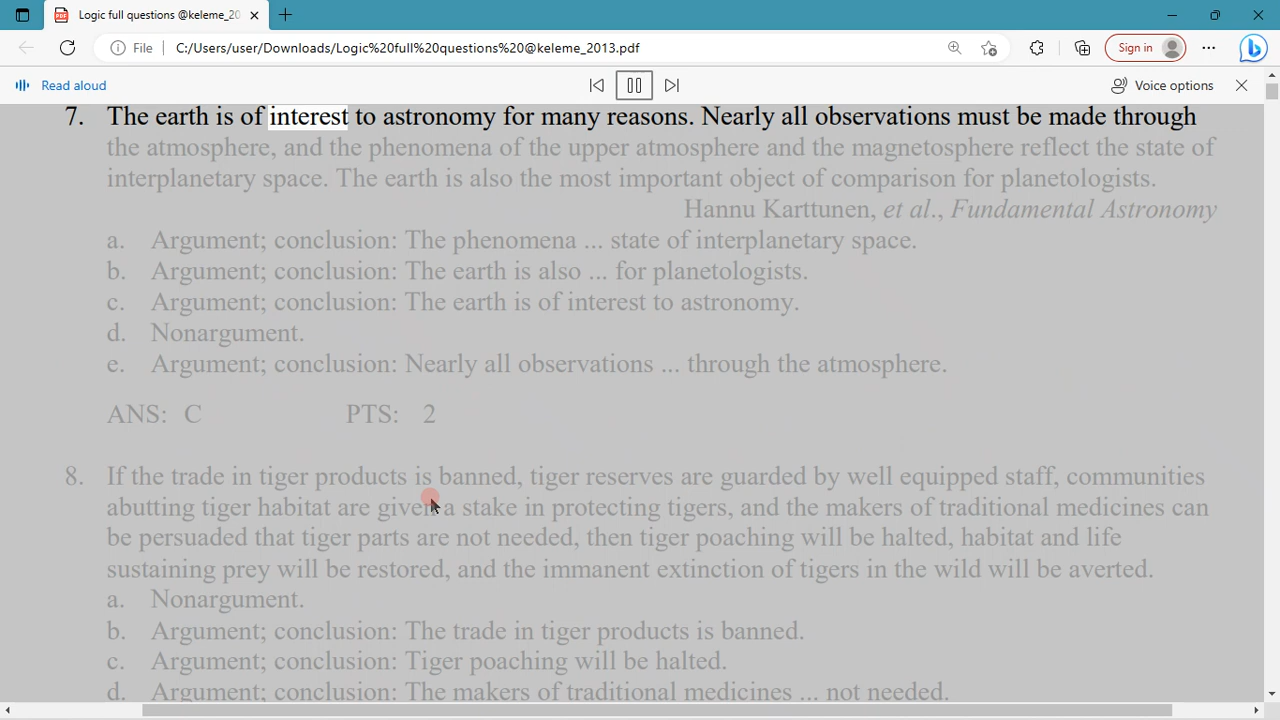 Logic full questions @keleme_20
File
C:/Users/user/Downloads/Logic%20full%20questions%20@keleme_2013.pdf
Sign in
Read aloud
Voice options
7. The earth is of interest to astronomy for many reasons. Nearly all observations must be made through
the atmosphere, and the phenomena of the upper atmosphere and the magnetosphere reflect the state of
interplanetary space. The earth is also the most important object of comparison for planetologists.
Hannu Karttunen, et al., Fundamental Astronomy
a. Argument; conclusion: The phenomena ... state of interplanetary space.
b. Argument; conclusion: The earth is also ... for planetologists.
c. Argument; conclusion: The earth is of interest to astronomy.
d. Nonargument.
e. Argument; conclusion: Nearly all observations ... through the atmosphere.
ANS: C PTS: 2
8. If the trade in tiger products is banned, tiger reserves are guarded by well equipped staff, communities
abutting tiger habitat are given a stake in protecting tigers, and the makers of traditional medicines can
be persuaded that tiger parts are not needed, then tiger poaching will be halted, habitat and life
sustaining prey will be restored, and the immanent extinction of tigers in the wild will be averted.
a. Nonargument.
b. Argument; conclusion: The trade in tiger products is banned.
c. Argument; conclusion: Tiger poaching will be halted.
d. Argument; conclusion: The makers of traditional medicines ... not needed.